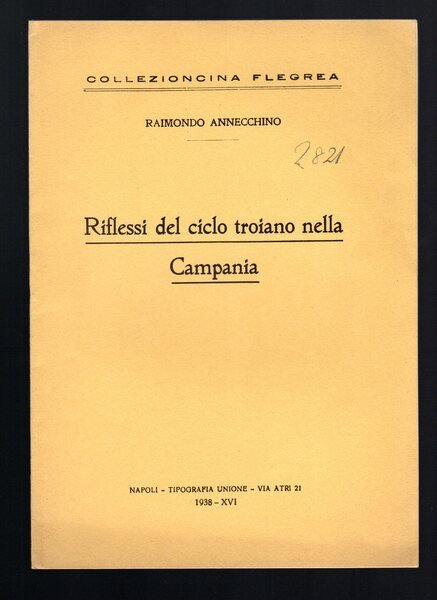 COLLEZIONCINA FLEGREA
RAIMONDO ANNECCHINO
2821
Riflessi del ciclo troiano nella
Campania
NAPOLI - TIPOGRAFIA UNIONE - VIA ATRI 21
1938 - XVI